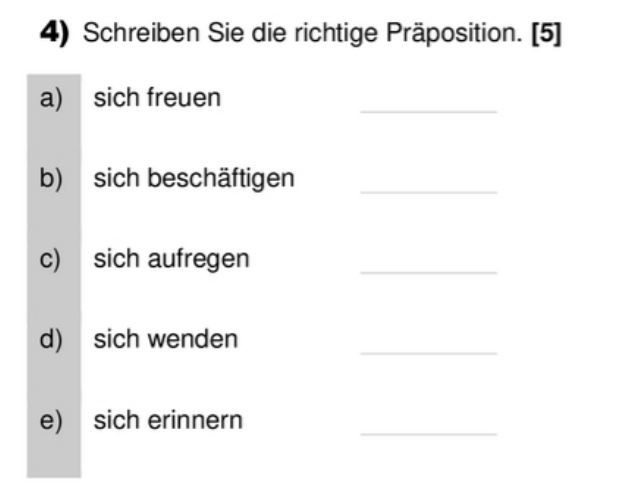 4) Schreiben Sie die richtige Präposition. [5]
a) sich freuen
b) sich beschäftigen
c) sich aufregen
d) sich wenden
e) sich erinnern